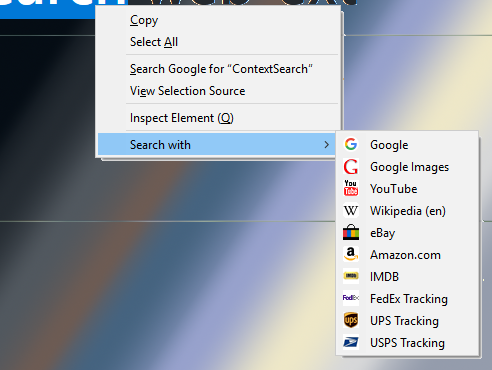 earch
Copy
Select All
Search Google for “ContextSearch”
View Selection Source
Inspect Element (Q)
Search with
Google
Google Images
YouTube
Wikipedia (en)
eBay
Amazon.com
IMDB
FedEx Tracking
UPS Tracking
USPS Tracking